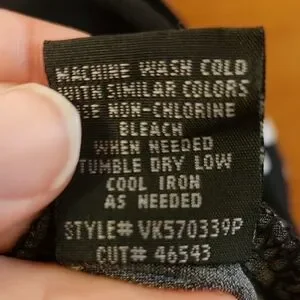 MACHINE WASH COLD
WITH SIMILAR COLORS
USE NON-CHLORINE
BLEACH
WHEN NEEDED
TUMBLE DRY LOW
COOL IRON
AS NEEDED
STYLE# VK570339P
CUT# 46543